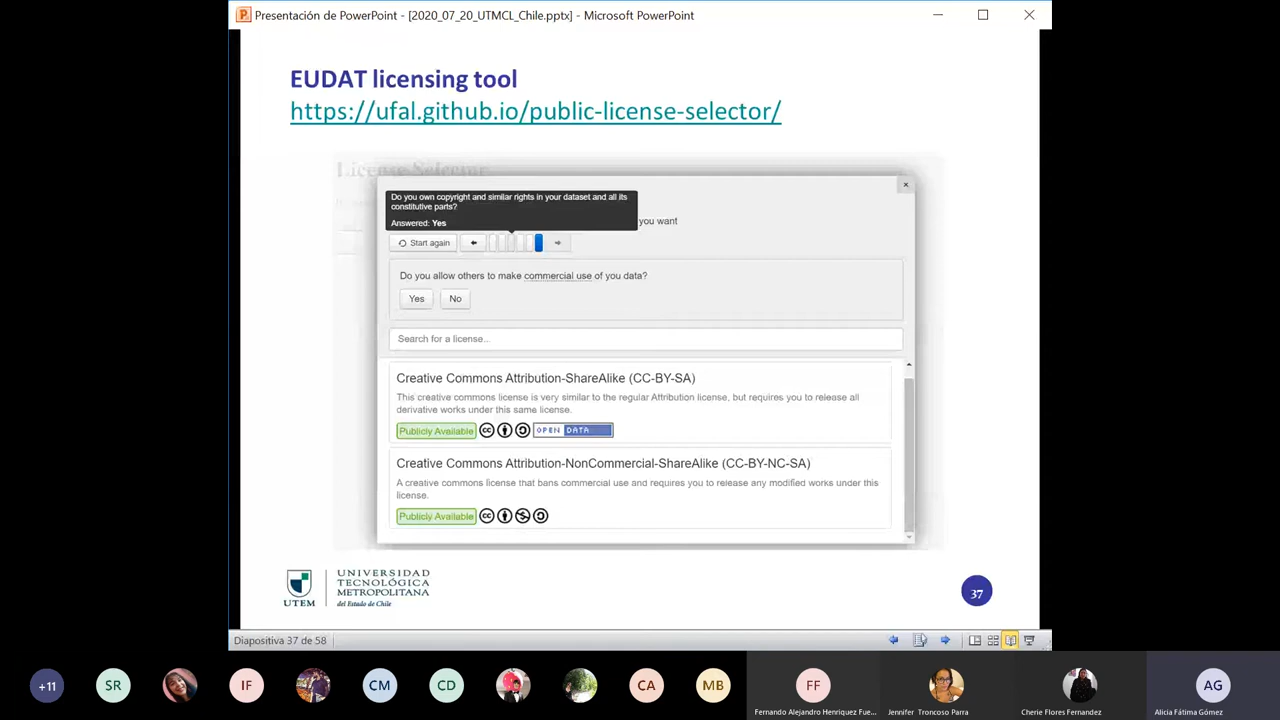 Presentación de PowerPoint - [2020_07_20_UTMCL_Chile.pptx] - Microsoft PowerPoint
EUDAT licensing tool
https://ufal.github.io/public-license-selector/
License Selector
Do you own copyright and similar rights in your dataset and all its
constitutive parts?
Answered: Yes
you want
Start again
Do you allow others to make commercial use of you data?
Yes No
Search for a license...
Creative Commons Attribution-ShareAlike (CC-BY-SA)
This creative commons license is very similar to the regular Attribution license, but requires you to release all
derivative works under this same license.
Publicly Available
OPEN DATA
Creative Commons Attribution-NonCommercial-ShareAlike (CC-BY-NC-SA)
A creative commons license that bans commercial use and requires you to release any modified works under this
license.
Publicly Available
UTEM
UNIVERSIDAD
TECNOLÓGICA
METROPOLITANA
del Estado de Chile
37
Diapositiva 37 de 58
+11 SR IF CM CD CA MB FF AG
Fernando Alejandro Henriquez Fue... Jennifer Troncoso Parra Cherie Flores Fernandez Alicia Fátima Gómez